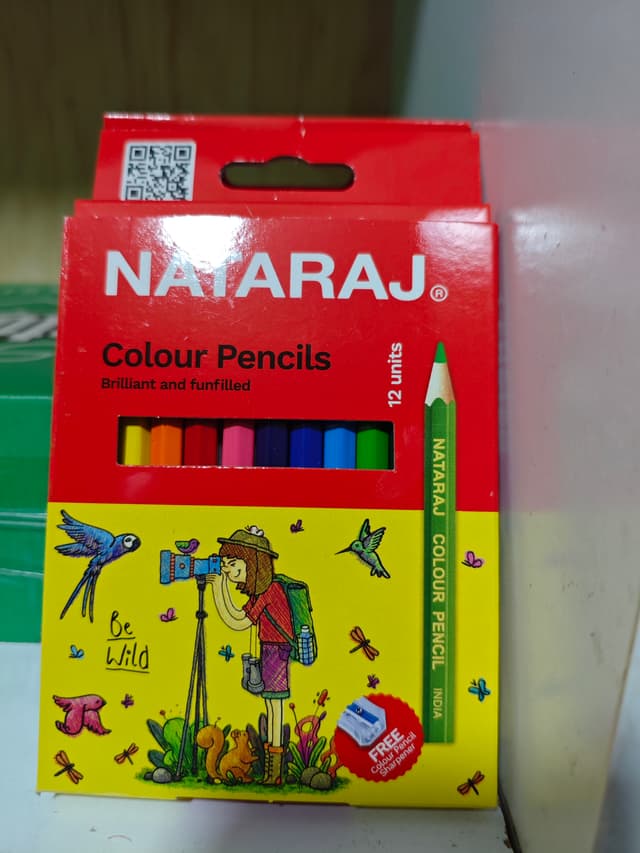 NATARAJ®
Colour Pencils
Brilliant and funfilled
12 units
NATARAJ COLOUR PENCIL INDIA
Be
Wild
FREE
Colour Pencil
Sharpener